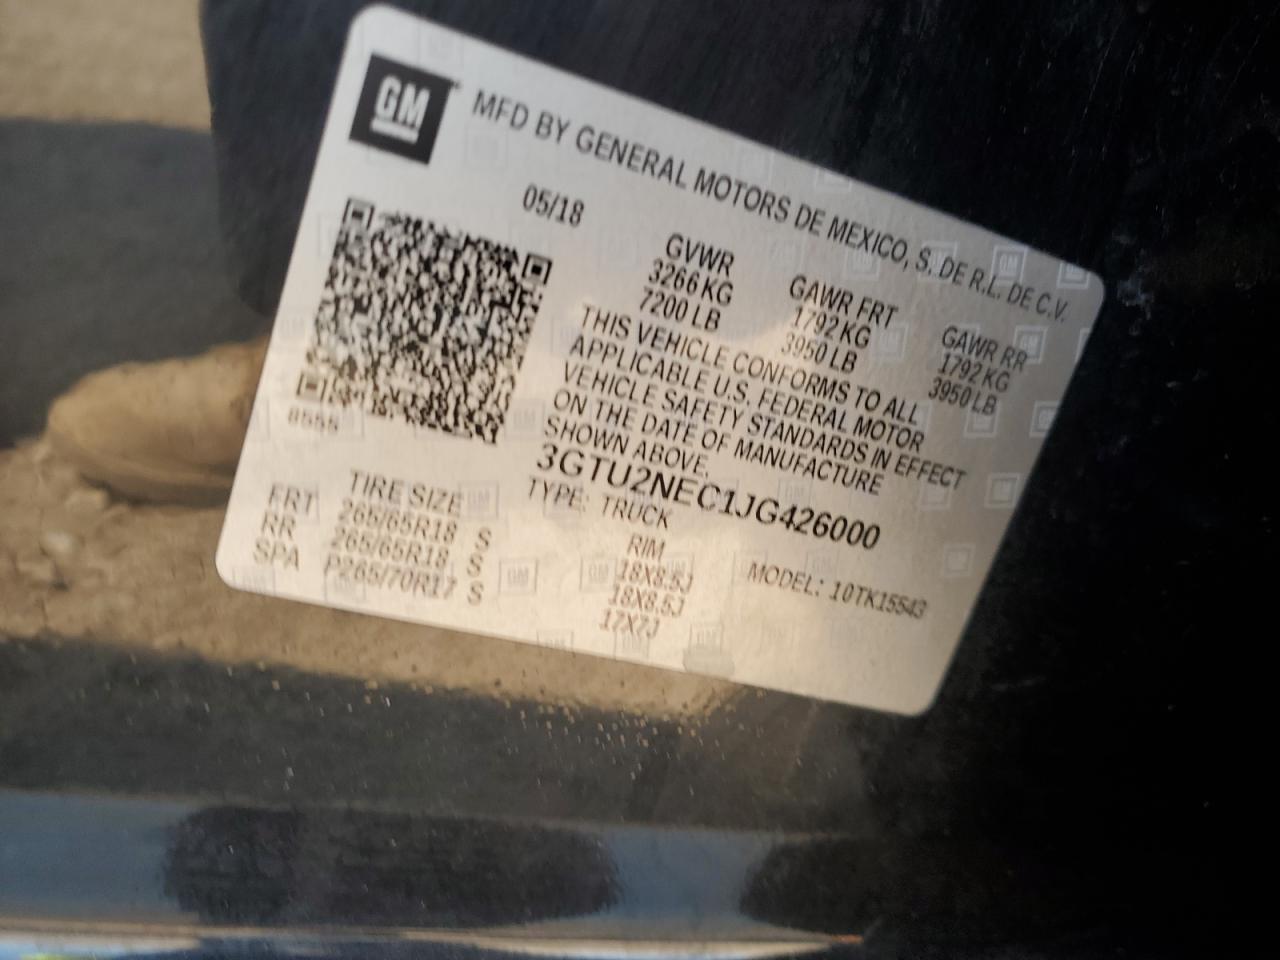 GM
MFD BY GENERAL MOTORS DE MEXICO, S. DE R.L. DE C.V.
05/18
GVWR GAWR FRT GAWR RR
3266 KG 1792 KG 1792 KG
7200 LB 3950 LB 3950 LB
THIS VEHICLE CONFORMS TO ALL
APPLICABLE U.S. FEDERAL MOTOR
VEHICLE SAFETY STANDARDS IN EFFECT
ON THE DATE OF MANUFACTURE
SHOWN ABOVE.
8555
3GTU2NEC1JG426000
TYPE: TRUCK MODEL: 10TK15543
TIRE SIZE RIM
FRT 265/65R18 S 18X8.5J
RR 265/65R18 S 18X8.5J
SPA P265/70R17 S 17X7J